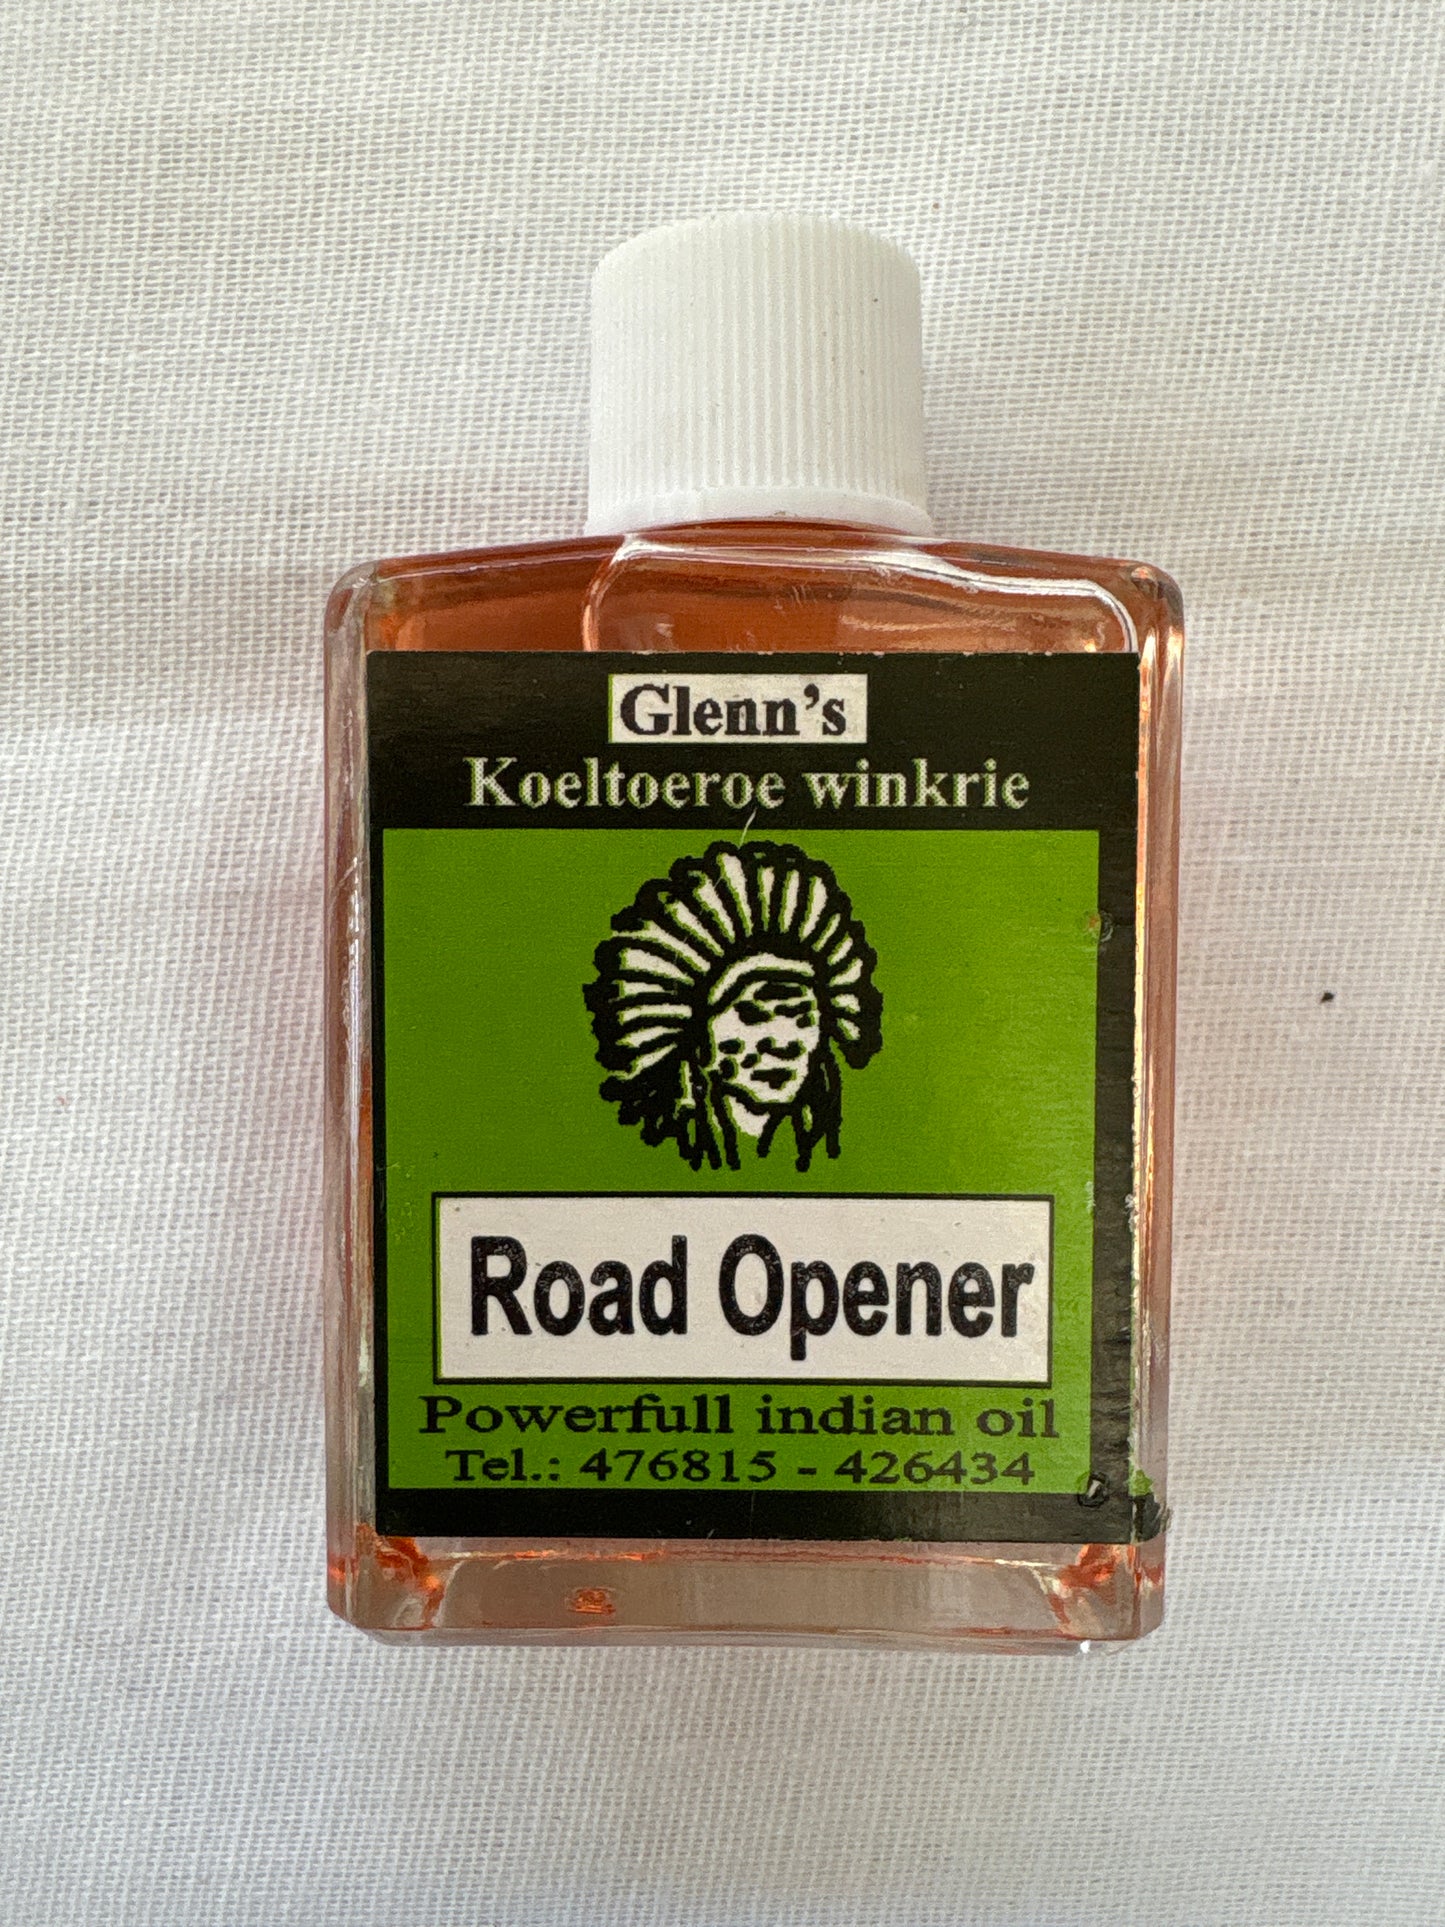 Glenn's
Koeltoeroe winkrie
Road Opener
Powerfull indian oil
Tel.: 476815 - 426434